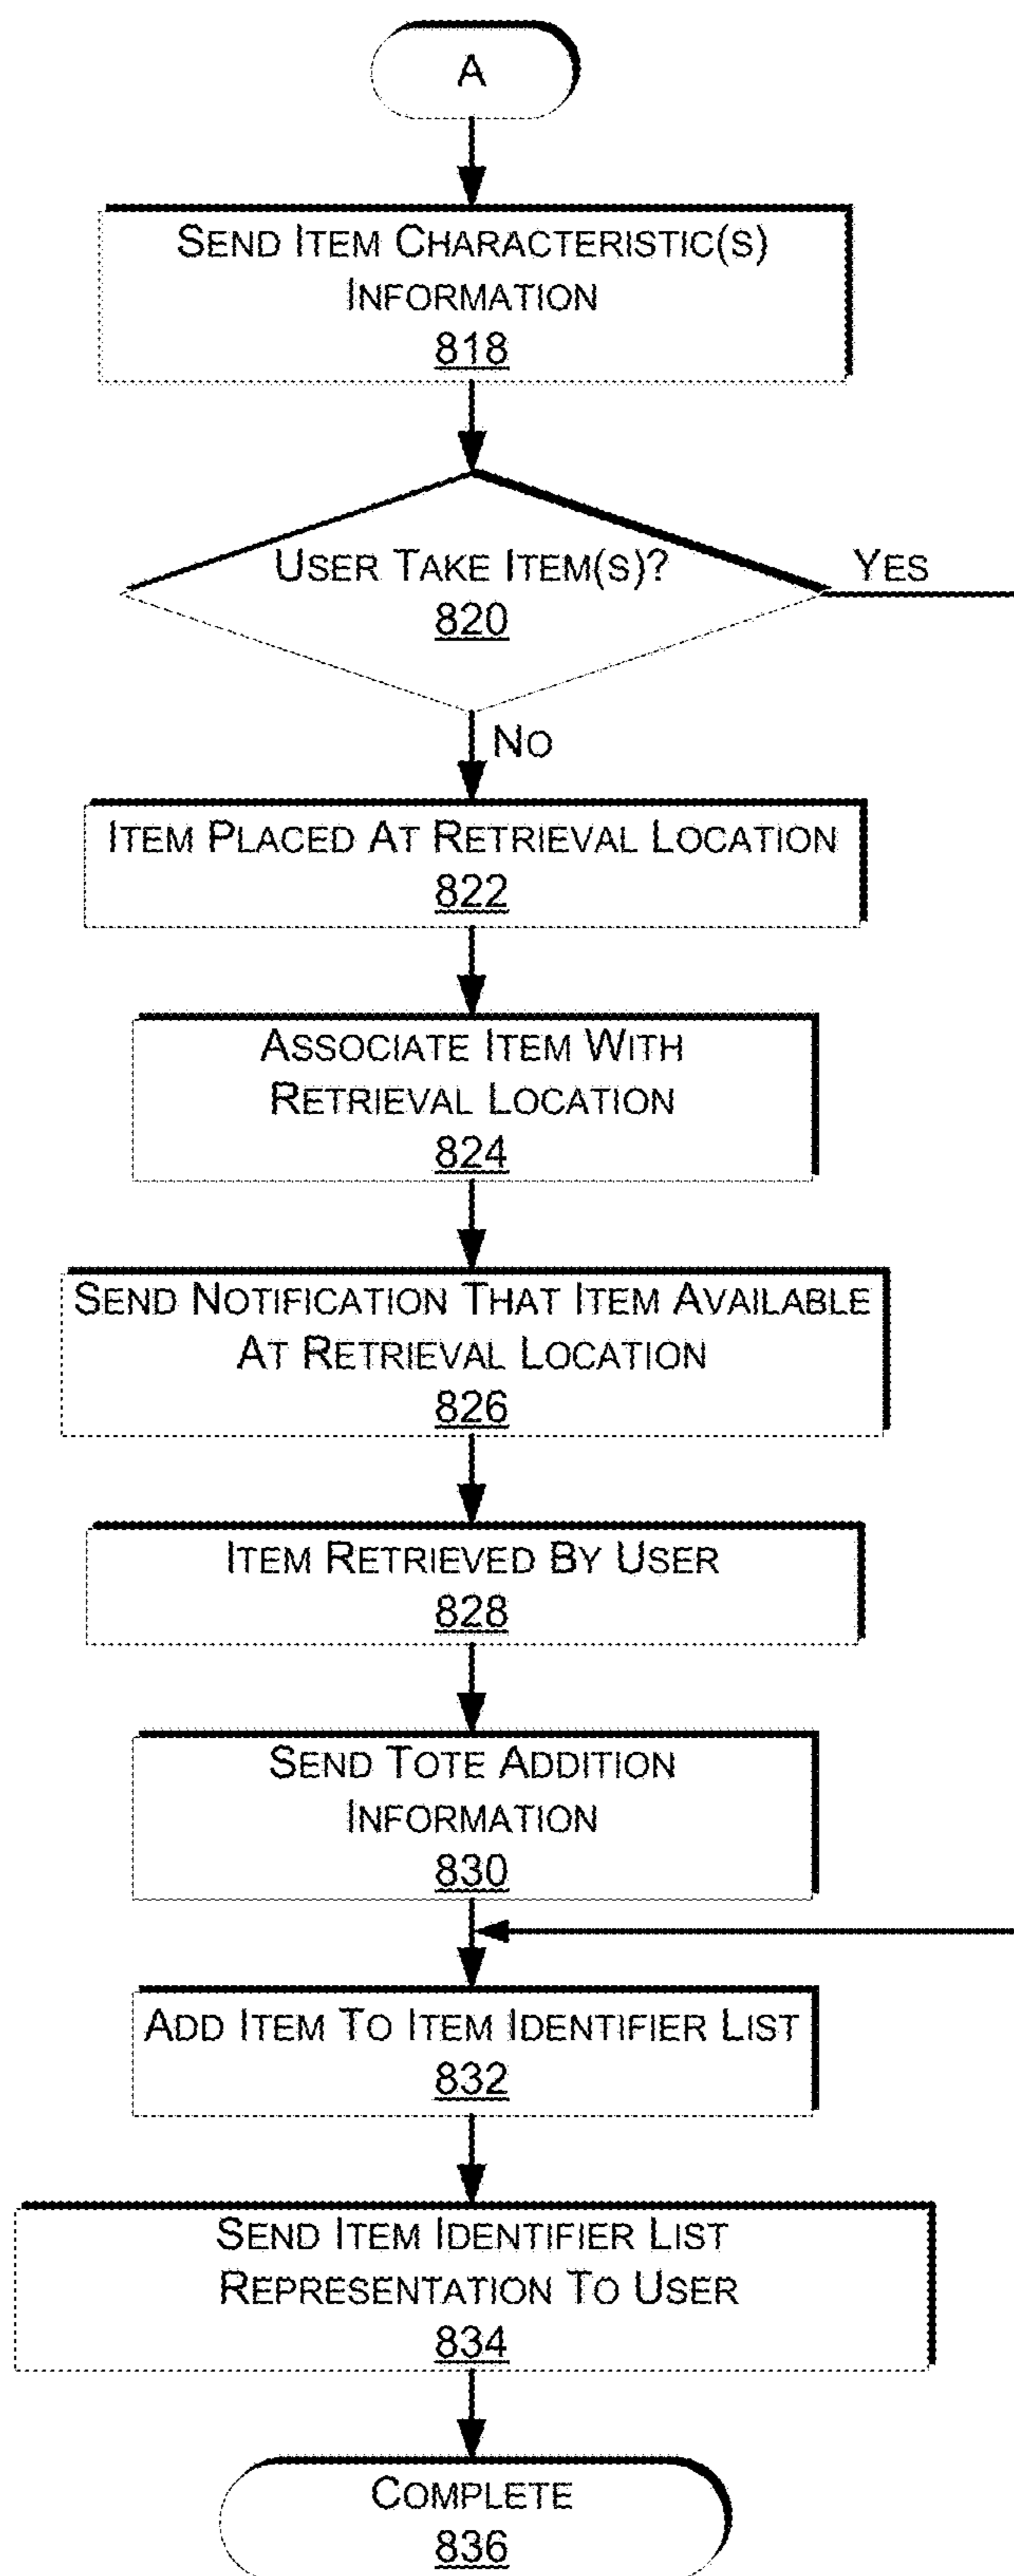 A
SEND ITEM CHARACTERISTIC(S)
INFORMATION
818
USER TAKE ITEM(S)?
820
YES
NO
ITEM PLACED AT RETRIEVAL LOCATION
822
ASSOCIATE ITEM WITH
RETRIEVAL LOCATION
824
SEND NOTIFICATION THAT ITEM AVAILABLE
AT RETRIEVAL LOCATION
826
ITEM RETRIEVED BY USER
828
SEND TOTE ADDITION
INFORMATION
830
ADD ITEM TO ITEM IDENTIFIER LIST
832
SEND ITEM IDENTIFIER LIST
REPRESENTATION TO USER
834
COMPLETE
836